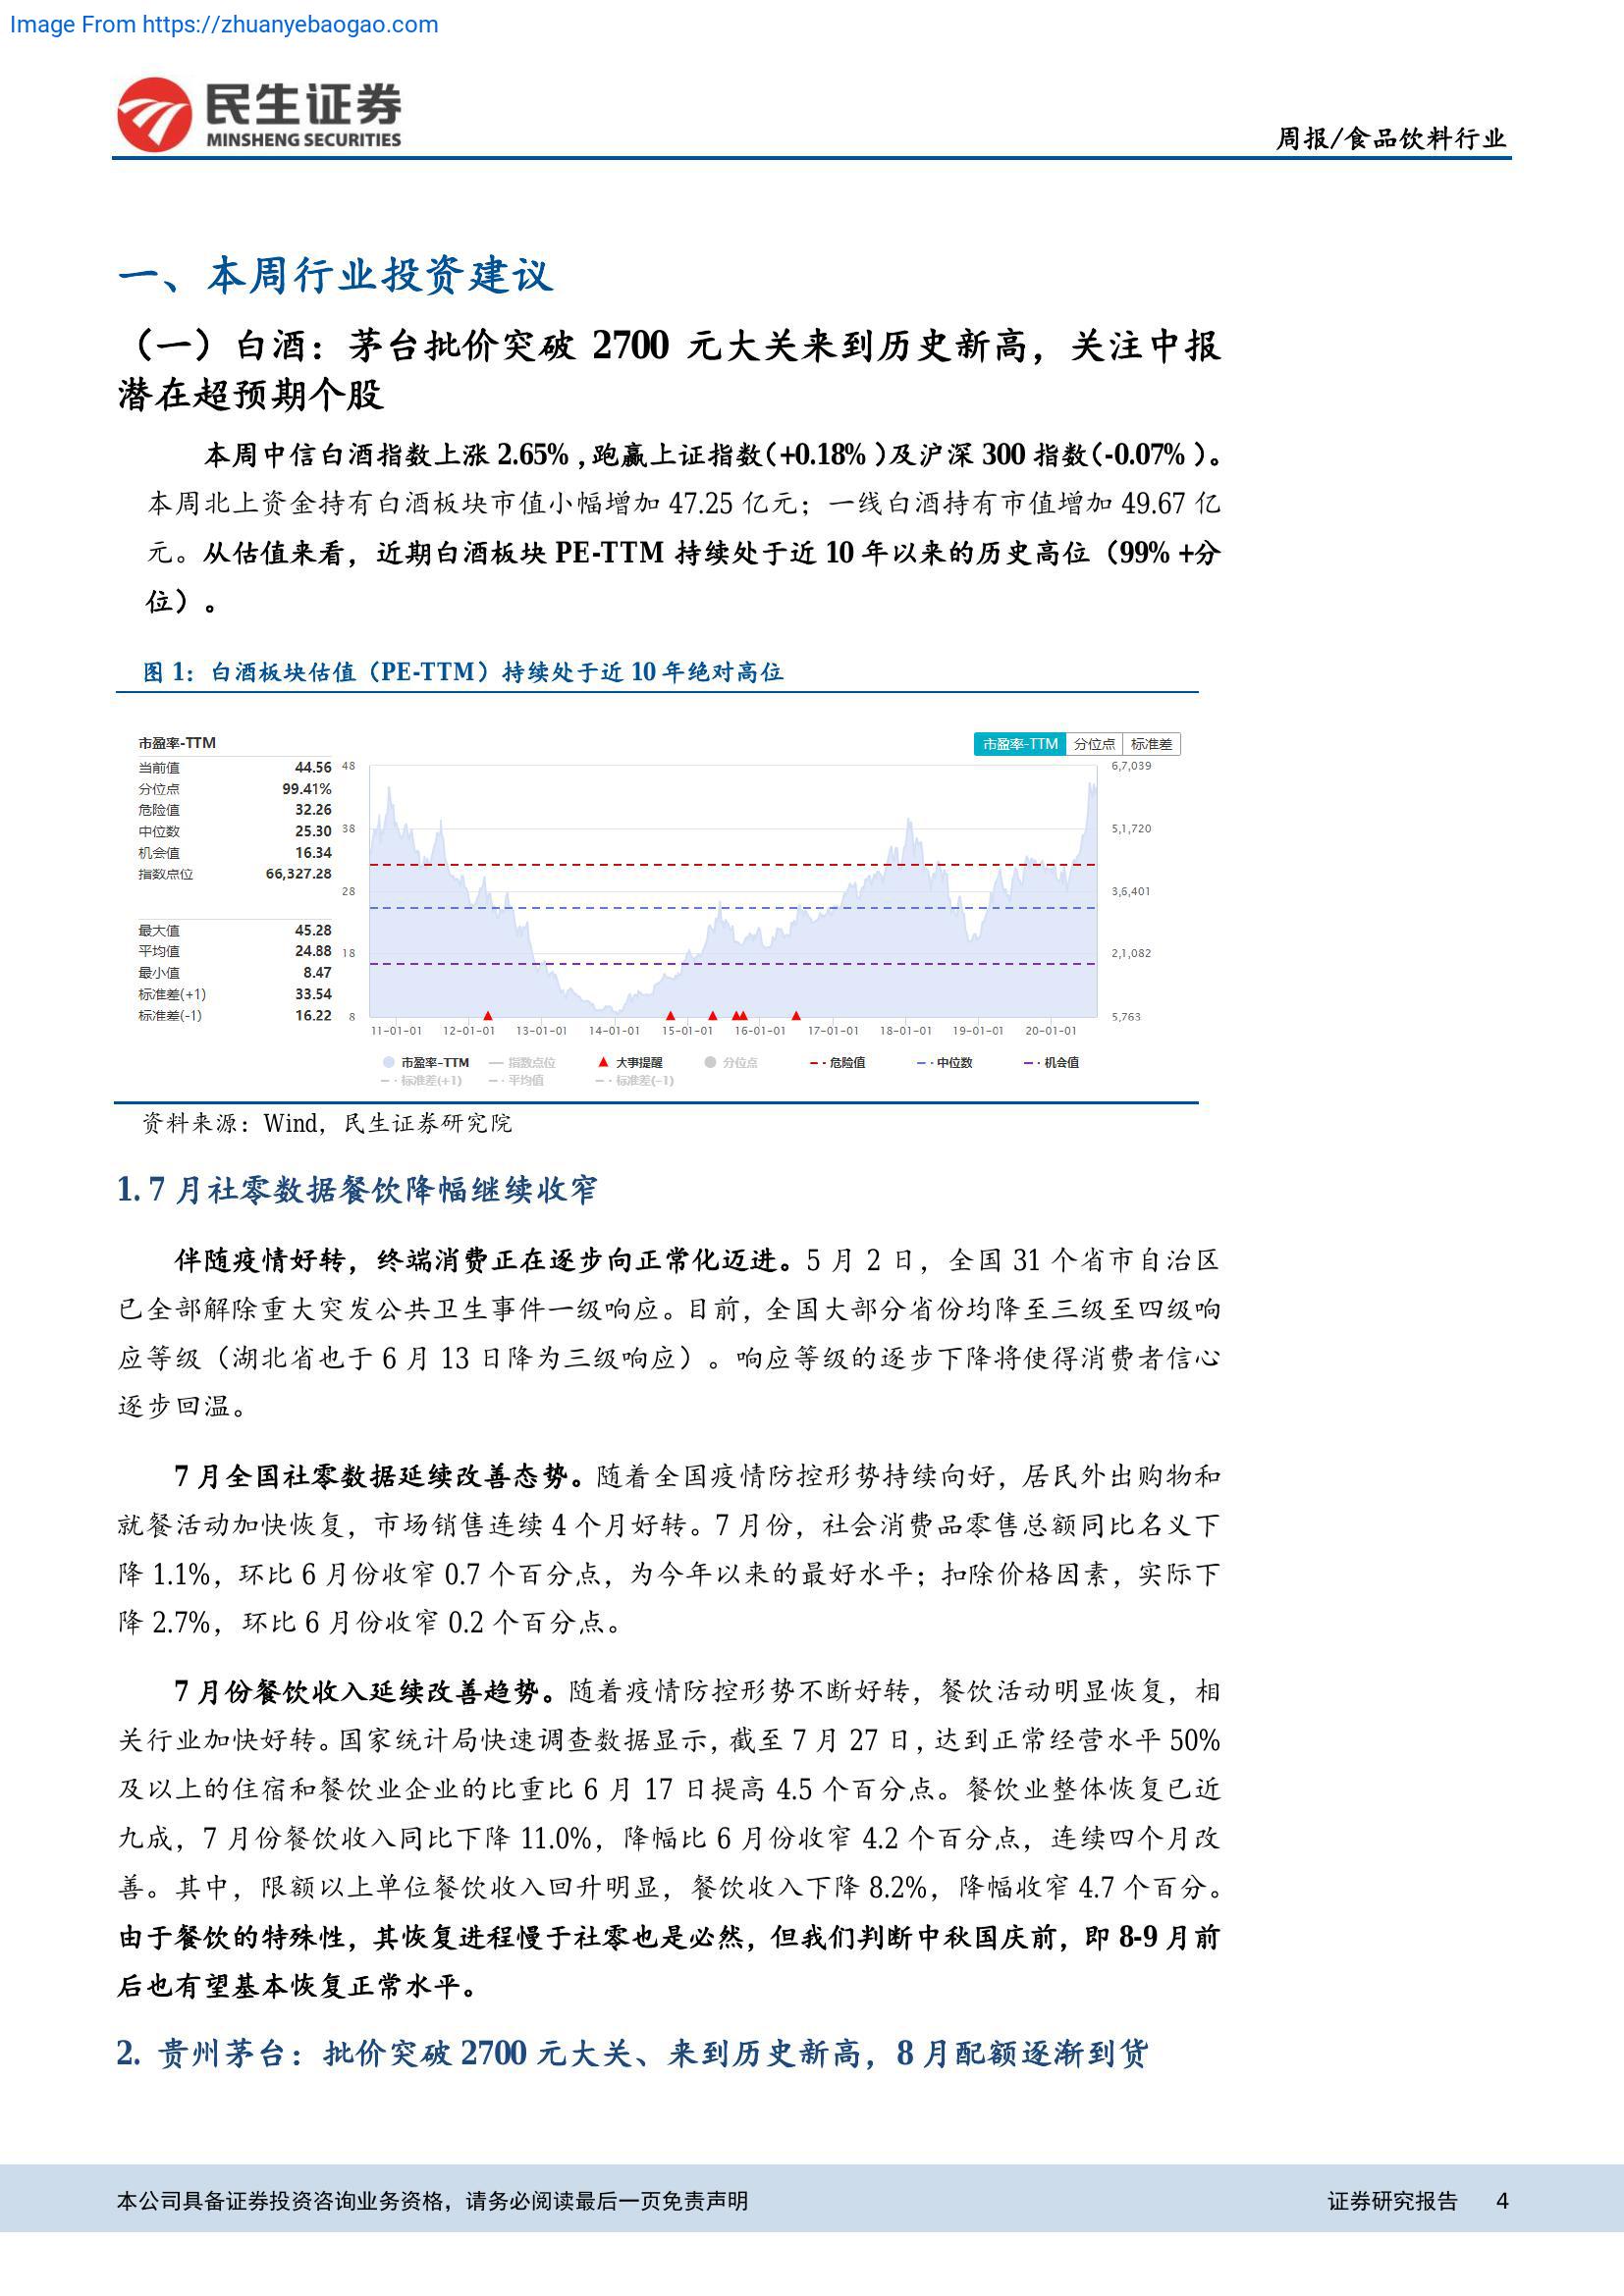 Image From https://zhuanyebaogao.com
民生证券
MINSHENG SECURITIES
周报/食品饮料行业
一、本周行业投资建议
（一）白酒：茅台批价突破 2700 元大关来到历史新高，关注中报
潜在超预期个股
本周中信白酒指数上涨 2.65%，跑赢上证指数（+0.18%）及沪深 300 指数（-0.07%）。
本周北上资金持有白酒板块市值小幅增加 47.25 亿元；一线白酒持有市值增加 49.67 亿
元。从估值来看，近期白酒板块 PE-TTM 持续处于近 10 年以来的历史高位（99%+分
位）。
图 1：白酒板块估值（PE-TTM）持续处于近 10 年绝对高位
市盈率-TTM
市盈率-TTM 分位点 标准差
当前值 44.56
分位点 99.41%
危险值 32.26
中位数 25.30
机会值 16.34
指数点位 66,327.28
最大值 45.28
平均值 24.88
最小值 8.47
标准差(+1) 33.54
标准差(-1) 16.22
48
38
28
18
8
6,7,039
5,1,720
3,6,401
2,1,082
5,763
11-01-01 12-01-01 13-01-01 14-01-01 15-01-01 16-01-01 17-01-01 18-01-01 19-01-01 20-01-01
市盈率-TTM 指数点位 大事提醒 分位点 危险值 中位数 机会值
标准差(+1) 平均值 标准差(-1)
资料来源：Wind，民生证券研究院
1. 7 月社零数据餐饮降幅继续收窄
伴随疫情好转，终端消费正在逐步向正常化迈进。5 月 2 日，全国 31 个省市自治区
已全部解除重大突发公共卫生事件一级响应。目前，全国大部分省份均降至三级至四级响
应等级（湖北省也于 6 月 13 日降为三级响应）。响应等级的逐步下降将使得消费者信心
逐步回温。
7 月全国社零数据延续改善态势。随着全国疫情防控形势持续向好，居民外出购物和
就餐活动加快恢复，市场销售连续 4 个月好转。7 月份，社会消费品零售总额同比名义下
降 1.1%，环比 6 月份收窄 0.7 个百分点，为今年以来的最好水平；扣除价格因素，实际下
降 2.7%，环比 6 月份收窄 0.2 个百分点。
7 月份餐饮收入延续改善趋势。随着疫情防控形势不断好转，餐饮活动明显恢复，相
关行业加快好转。国家统计局快速调查数据显示，截至 7 月 27 日，达到正常经营水平 50%
及以上的住宿和餐饮业企业的比重比 6 月 17 日提高 4.5 个百分点。餐饮业整体恢复已近
九成，7 月份餐饮收入同比下降 11.0%，降幅比 6 月份收窄 4.2 个百分点，连续四个月改
善。其中，限额以上单位餐饮收入回升明显，餐饮收入下降 8.2%，降幅收窄 4.7 个百分。
由于餐饮的特殊性，其恢复进程慢于社零也是必然，但我们判断中秋国庆前，即 8-9 月前
后也有望基本恢复正常水平。
2. 贵州茅台：批价突破 2700 元大关、来到历史新高，8 月配额逐渐到货
本公司具备证券投资咨询业务资格，请务必阅读最后一页免责声明
证券研究报告 4